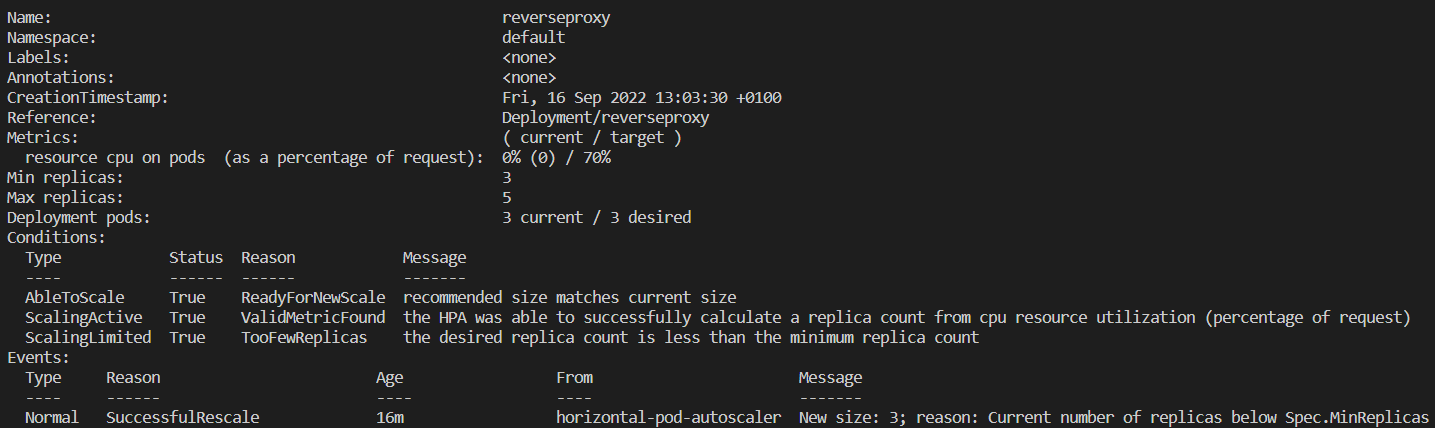 Name: reverseproxy
Namespace: default
Labels: <none>
Annotations: <none>
CreationTimestamp: Fri, 16 Sep 2022 13:03:30 +0100
Reference: Deployment/reverseproxy
Metrics: ( current / target )
resource cpu on pods (as a percentage of request): 0% (0) / 70%
Min replicas: 3
Max replicas: 5
Deployment pods: 3 current / 3 desired
Conditions:
Type Status Reason Message
---- ------ ------ -------
AbleToScale True ReadyForNewScale recommended size matches current size
ScalingActive True ValidMetricFound the HPA was able to successfully calculate a replica count from cpu resource utilization (percentage of request)
ScalingLimited True TooFewReplicas the desired replica count is less than the minimum replica count
Events:
Type Reason Age From Message
---- ------ ---- ---- -------
Normal SuccessfulRescale 16m horizontal-pod-autoscaler New size: 3; reason: Current number of replicas below Spec.MinReplicas